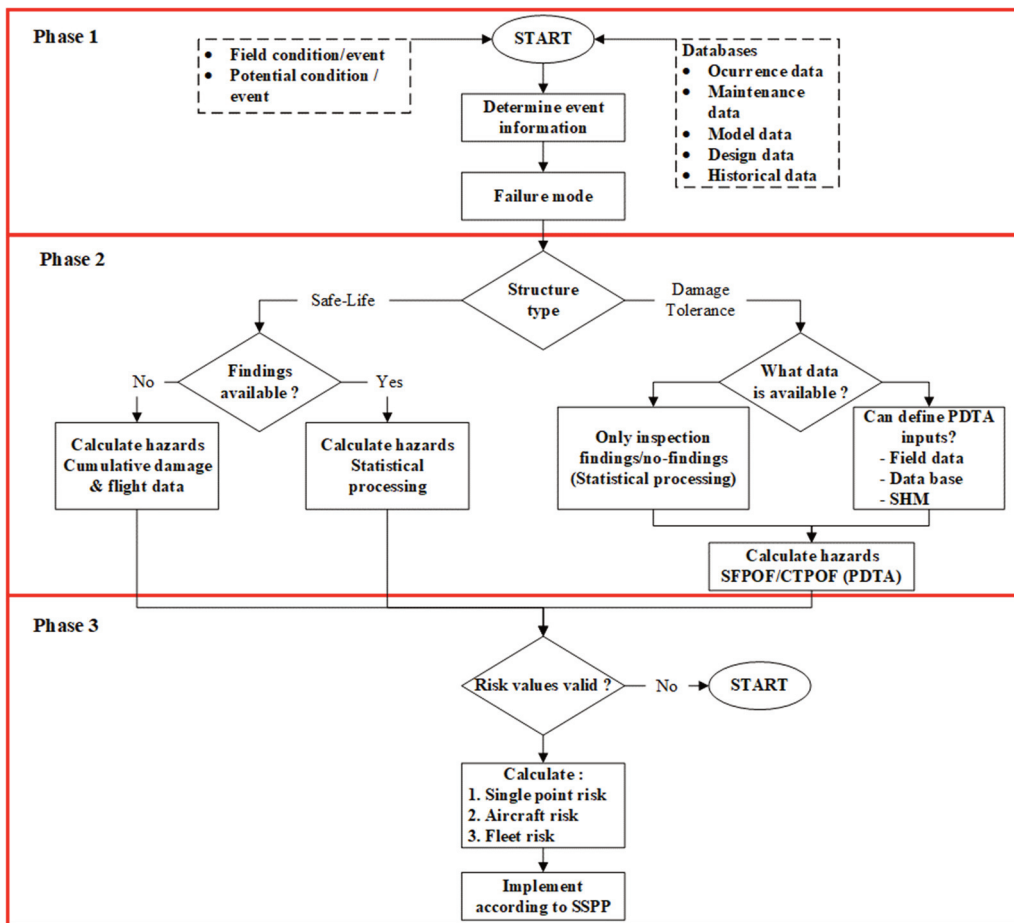 Phase 1
START
• Field condition/event
• Potential condition /
event
Databases
• Ocurrence data
• Maintenance
data
• Model data
• Design data
• Historical data
Determine event
information
Failure mode
Phase 2
Structure
type
Safe-Life
Damage
Tolerance
Findings
available ?
No
Yes
What data
is available ?
Calculate hazards
Cumulative damage
& flight data
Calculate hazards
Statistical
processing
Only inspection
findings/no-findings
(Statistical processing)
Can define PDTA
inputs?
- Field data
- Data base
- SHM
Calculate hazards
SFPOF/CTPOF (PDTA)
Phase 3
Risk values valid ?
No
START
Calculate :
1. Single point risk
2. Aircraft risk
3. Fleet risk
Implement
according to SSPP